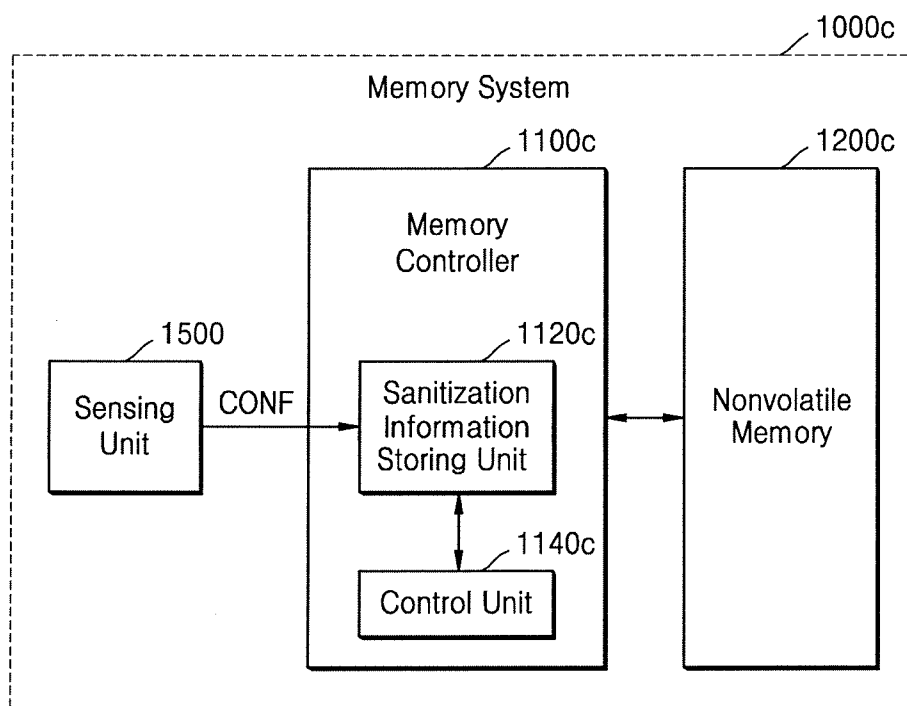 1000c
Memory System
1100c
1200c
Memory
Controller
1500
1120c
Sensing
Unit
CONF
Sanitization
Information
Storing Unit
Nonvolatile
Memory
1140c
Control Unit